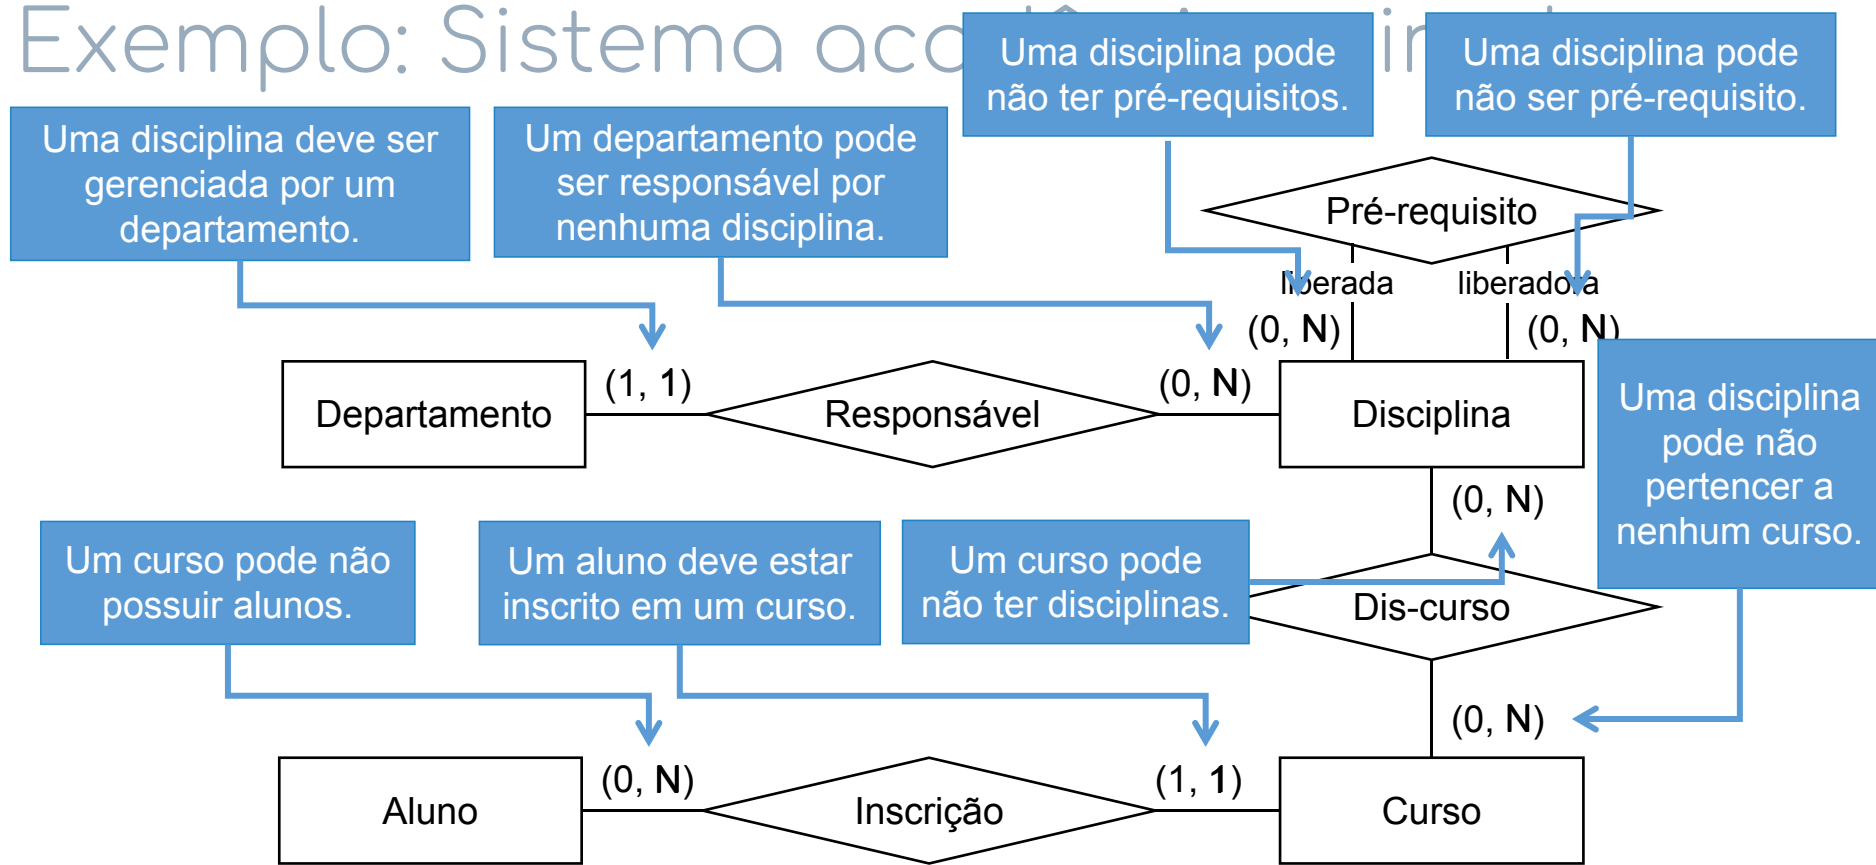 Exemplo: Sistema
Uma disciplina pode
não ter pré-requisitos.
Uma disciplina pode
não ser pré-requisito.
Uma disciplina deve ser
gerenciada por um
departamento.
Um departamento pode
ser responsável por
nenhuma disciplina.
Pré-requisito
liberada
liberadora
(0, N)
(0, N)
Departamento
(1, 1)
Responsável
(0, N)
Disciplina
Uma disciplina
pode não
pertencer a
nenhum curso.
(0, N)
Um curso pode não
possuir alunos.
Um aluno deve estar
inscrito em um curso.
Um curso pode
não ter disciplinas.
Dis-curso
(0, N)
Aluno
(0, N)
Inscrição
(1, 1)
Curso